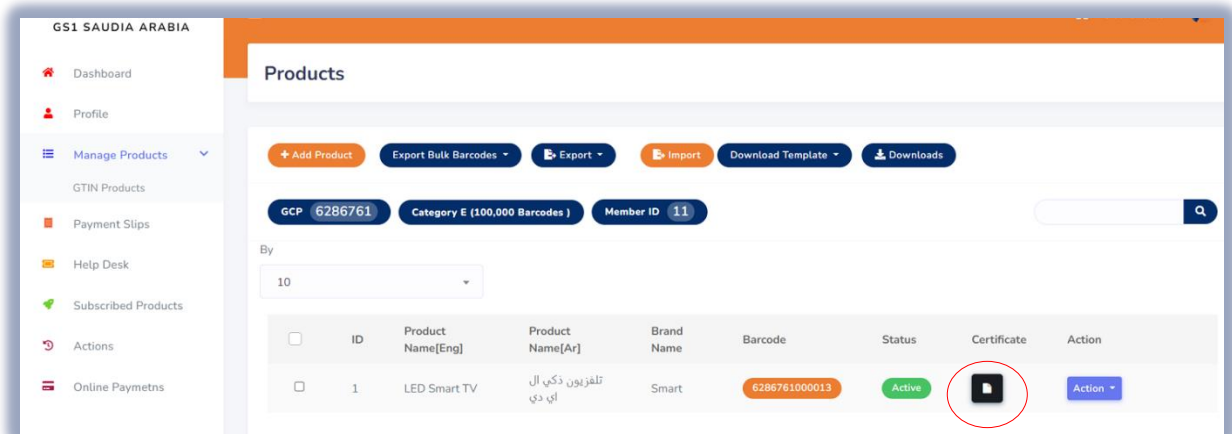 GS1 SAUDIA ARABIA
Dashboard
Profile
Manage Products
GTIN Products
Payment Slips
Help Desk
Subscribed Products
Actions
Online Paymetns
Products
+ Add Product
Export Bulk Barcodes
Export
Import
Download Template
Downloads
GCP 6286761
Category E (100,000 Barcodes )
Member ID 11
By
10
ID
Product
Name[Eng]
Product
Name[Ar]
Brand
Name
Barcode
Status
Certificate
Action
1
LED Smart TV
تلفزيون ذكي ال
اي دي
Smart
6286761000013
Active
Action